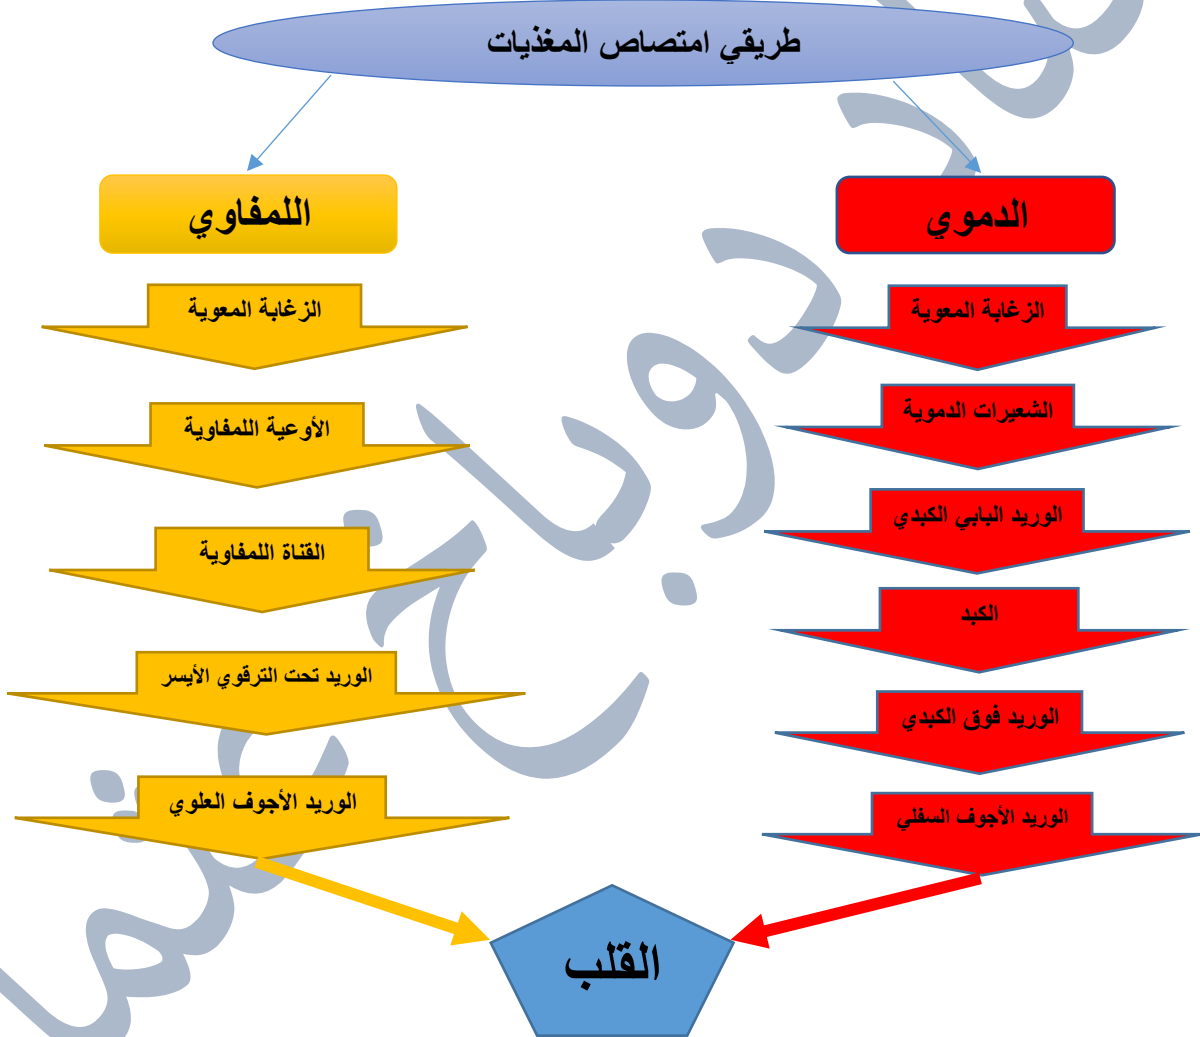 طريقي امتصاص المغذيات
الدموي
الزغابة المعوية
الشعيرات الدموية
الوريد البابي الكبدي
الكبد
الوريد فوق الكبدي
الوريد الأجوف السفلي
اللمفاوي
الزغابة المعوية
الأوعية اللمفاوية
القناة اللمفاوية
الوريد تحت الترقوي الأيسر
الوريد الأجوف العلوي
القلب